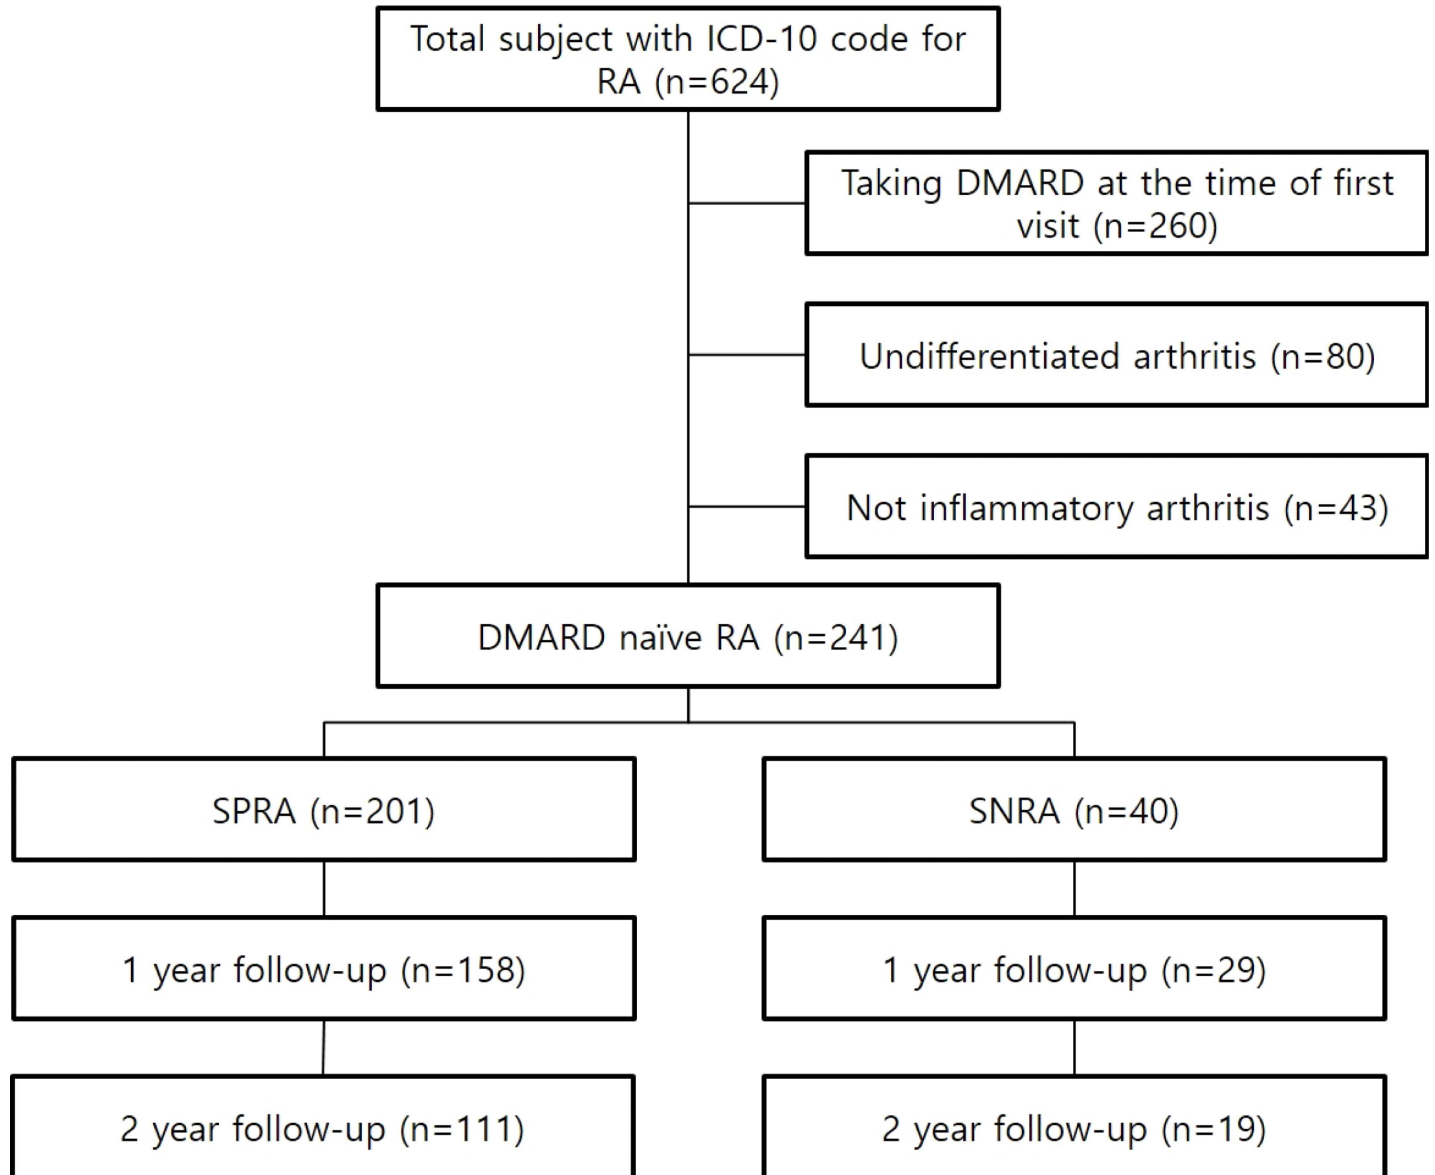 Total subject with ICD-10 code for
RA (n=624)
Taking DMARD at the time of first
visit (n=260)
Undifferentiated arthritis (n=80)
Not inflammatory arthritis (n=43)
DMARD naïve RA (n=241)
SPRA (n=201)
SNRA (n=40)
1 year follow-up (n=158)
1 year follow-up (n=29)
2 year follow-up (n=111)
2 year follow-up (n=19)